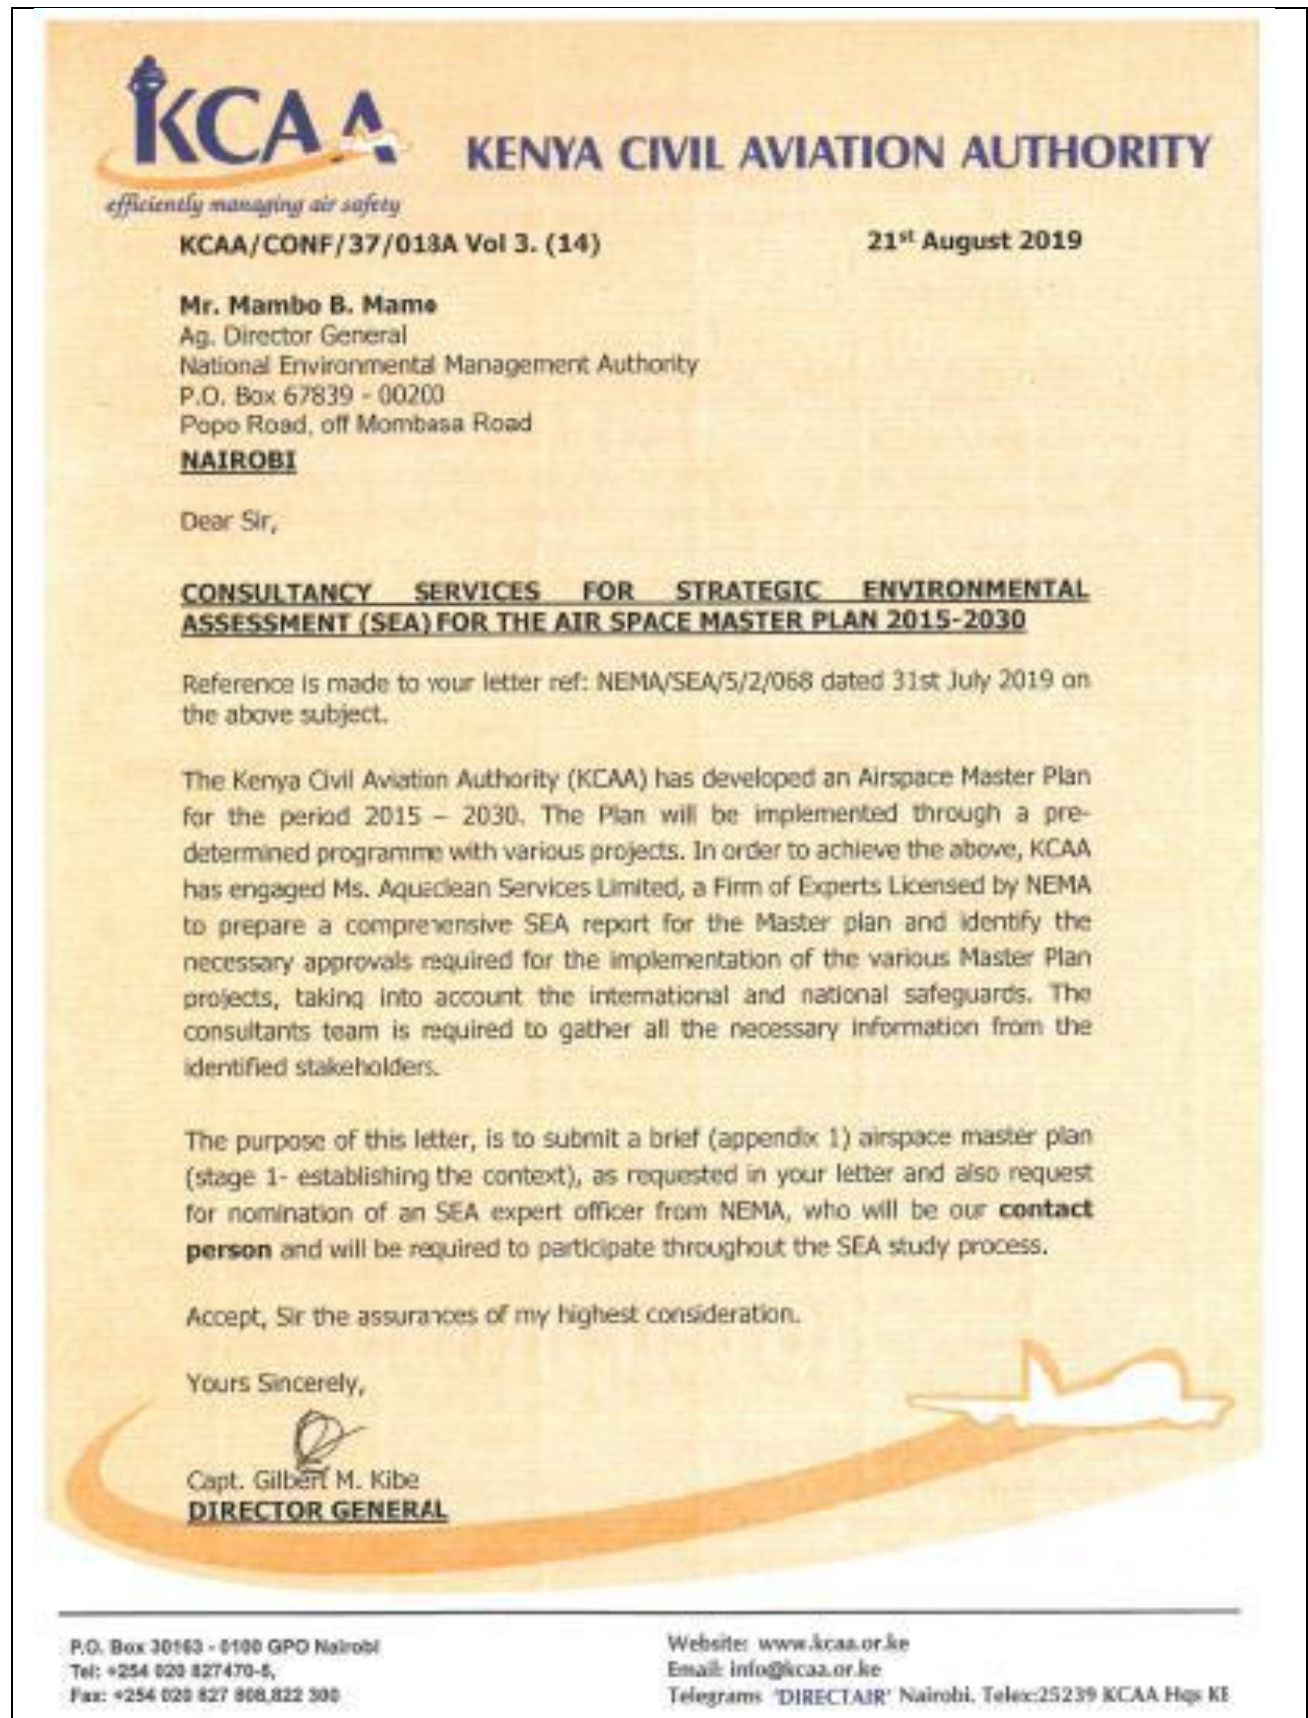 KCAA
KENYA CIVIL AVIATION AUTHORITY
efficiently managing air safety
KCAA/CONF/37/018A Vol 3. (14) 21st August 2019
Mr. Mambo B. Mamo
Ag. Director General
National Environmental Management Authority
P.O. Box 67839 - 00200
Popo Road, off Mombasa Road
NAIROBI
Dear Sir,
CONSULTANCY SERVICES FOR STRATEGIC ENVIRONMENTAL
ASSESSMENT (SEA) FOR THE AIR SPACE MASTER PLAN 2015-2030
Reference is made to your letter ref: NEMA/SEA/5/2/068 dated 31st July 2019 on
the above subject.
The Kenya Civil Aviation Authority (KCAA) has developed an Airspace Master Plan
for the period 2015 – 2030. The Plan will be implemented through a pre-
determined programme with various projects. In order to achieve the above, KCAA
has engaged Ms. Aquaclean Services Limited, a Firm of Experts Licensed by NEMA
to prepare a comprehensive SEA report for the Master plan and identify the
necessary approvals required for the implementation of the various Master Plan
projects, taking into account the international and national safeguards. The
consultants team is required to gather all the necessary information from the
identified stakeholders.
The purpose of this letter, is to submit a brief (appendix 1) airspace master plan
(stage 1- establishing the context), as requested in your letter and also request
for nomination of an SEA expert officer from NEMA, who will be our contact
person and will be required to participate throughout the SEA study process.
Accept, Sir the assurances of my highest consideration.
Yours Sincerely,
Capt. Gilbert M. Kibe
DIRECTOR GENERAL
P.O. Box 30163 - 0100 GPO Nairobi
Tel: +254 020 827470-5,
Fax: +254 020 827 808,822 300
Website: www.kcaa.or.ke
Email: info@kcaa.or.ke
Telegrams 'DIRECTAIR' Nairobi. Telex:25239 KCAA Hqs KE